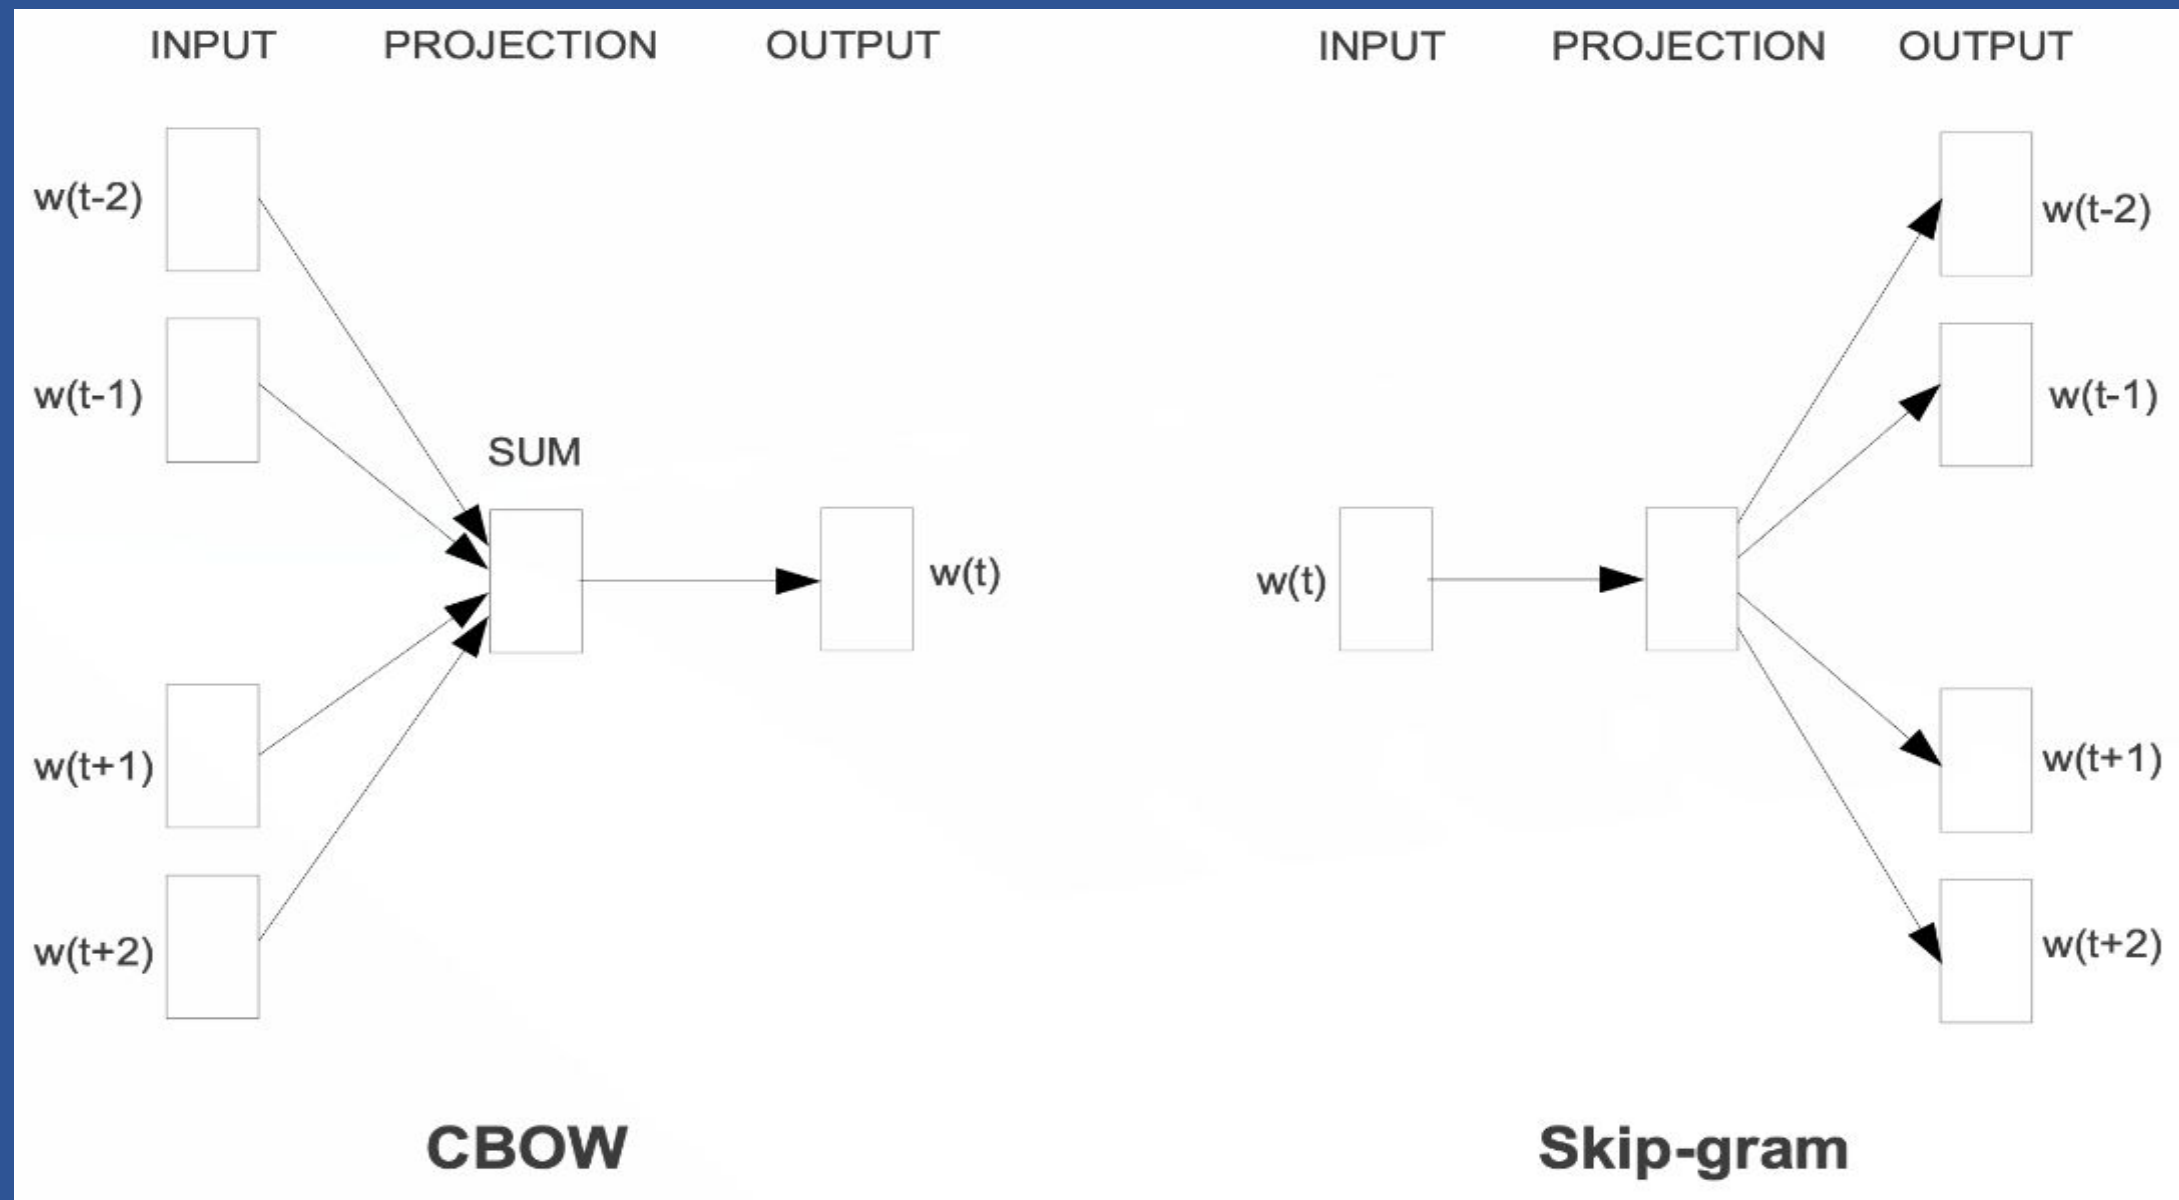 INPUT PROJECTION OUTPUT
w(t-2)
w(t-1)
SUM
w(t)
w(t+1)
w(t+2)
CBOW
INPUT PROJECTION OUTPUT
w(t-2)
w(t-1)
w(t)
w(t+1)
w(t+2)
Skip-gram